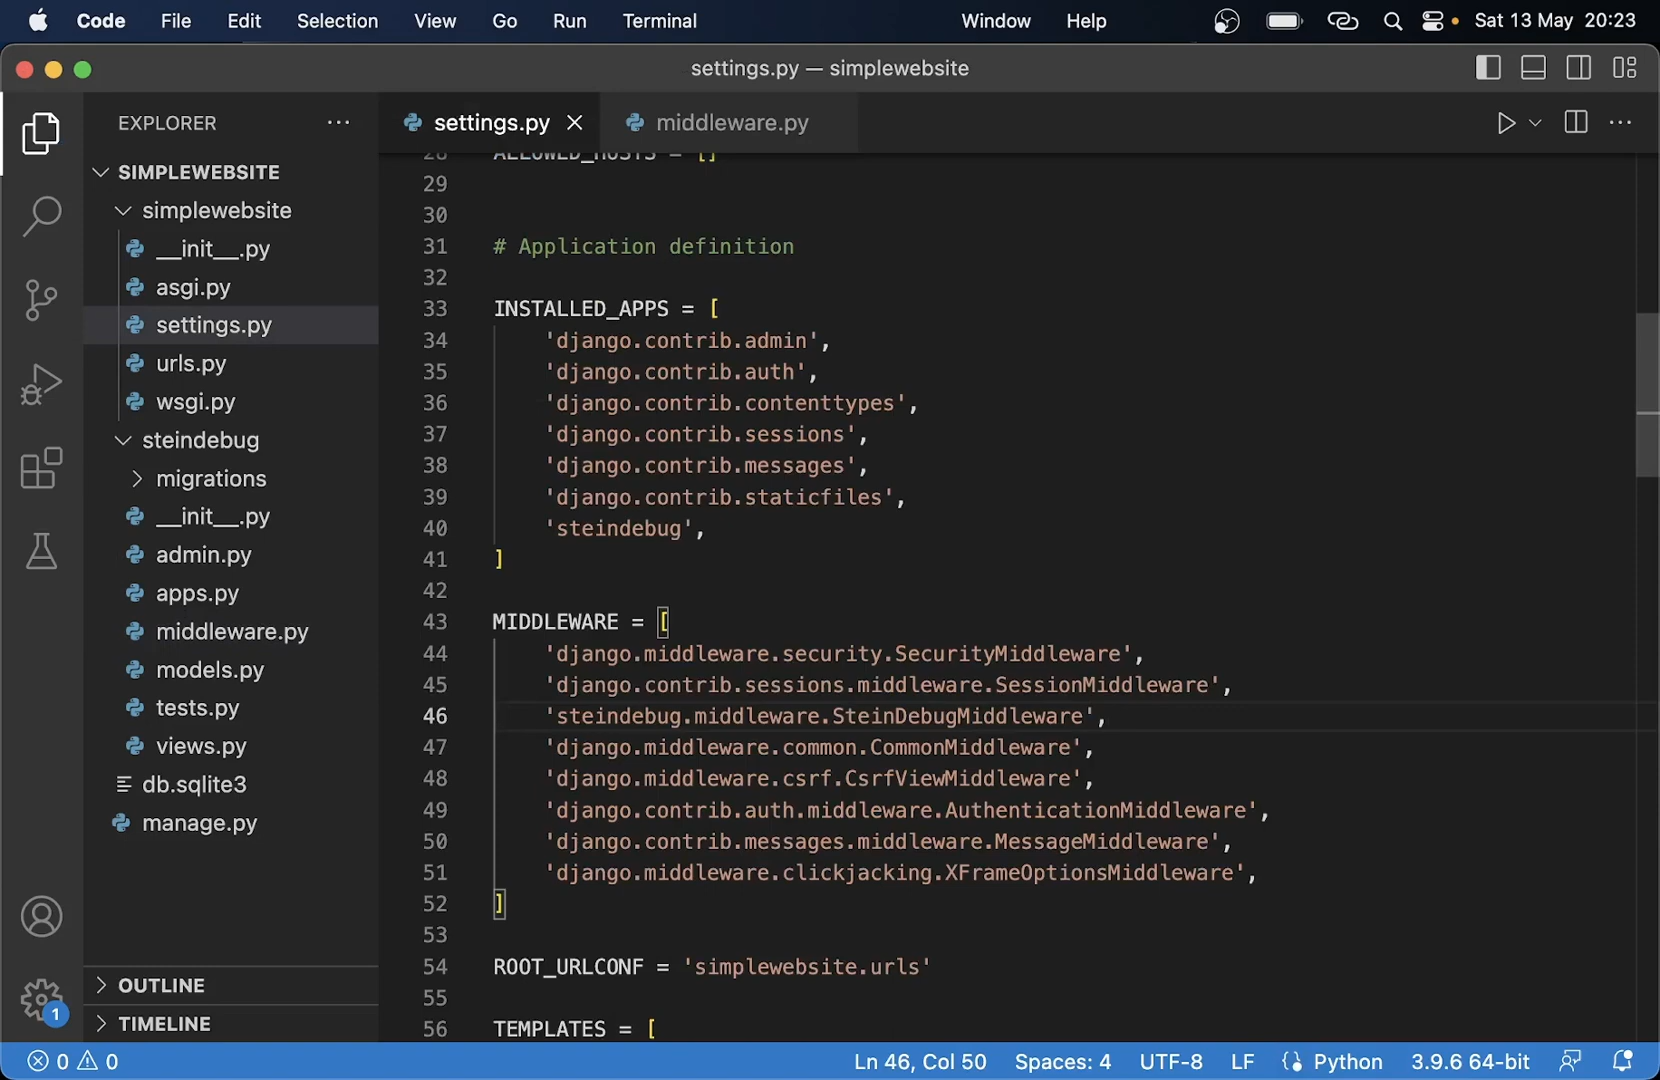 Code File Edit Selection View Go Run Terminal Window Help Sat 13 May 20:23
settings.py — simplewebsite
EXPLORER
settings.py
middleware.py
SIMPLEWEBSITE
simplewebsite
__init__.py
asgi.py
settings.py
urls.py
wsgi.py
steindebug
migrations
__init__.py
admin.py
apps.py
middleware.py
models.py
tests.py
views.py
db.sqlite3
manage.py
OUTLINE
TIMELINE
28 ALLOWED_HOSTS = []
29
30
31 # Application definition
32
33 INSTALLED_APPS = [
34 'django.contrib.admin',
35 'django.contrib.auth',
36 'django.contrib.contenttypes',
37 'django.contrib.sessions',
38 'django.contrib.messages',
39 'django.contrib.staticfiles',
40 'steindebug',
41 ]
42
43 MIDDLEWARE = [
44 'django.middleware.security.SecurityMiddleware',
45 'django.contrib.sessions.middleware.SessionMiddleware',
46 'steindebug.middleware.SteinDebugMiddleware',
47 'django.middleware.common.CommonMiddleware',
48 'django.middleware.csrf.CsrfViewMiddleware',
49 'django.contrib.auth.middleware.AuthenticationMiddleware',
50 'django.contrib.messages.middleware.MessageMiddleware',
51 'django.middleware.clickjacking.XFrameOptionsMiddleware',
52 ]
53
54 ROOT_URLCONF = 'simplewebsite.urls'
55
56 TEMPLATES = [
1
0 0 Ln 46, Col 50 Spaces: 4 UTF-8 LF Python 3.9.6 64-bit